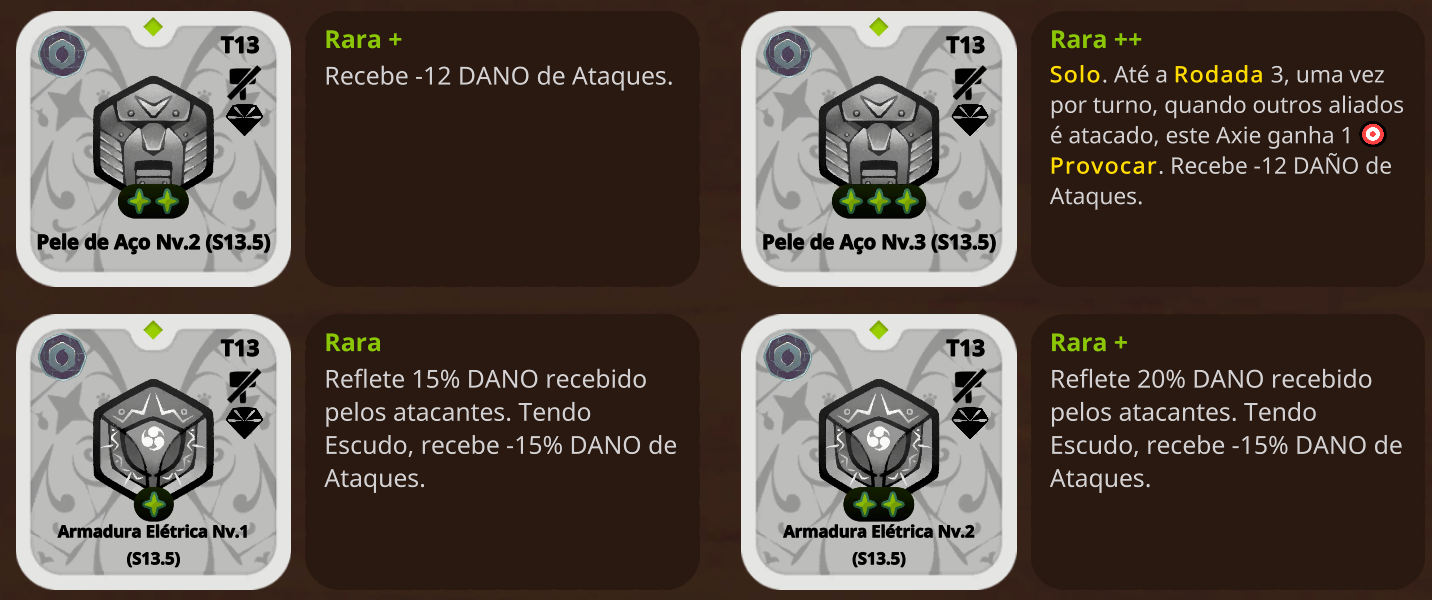 T13
Pele de Aço Nv.2 (S13.5)
Rara +
Recebe -12 DANO de Ataques.
T13
Pele de Aço Nv.3 (S13.5)
Rara ++
Solo. Até a Rodada 3, uma vez
por turno, quando outros aliados
é atacado, este Axie ganha 1
Provocar. Recebe -12 DAÑO de
Ataques.
T13
Armadura Elétrica Nv.1
(S13.5)
Rara
Reflete 15% DANO recebido
pelos atacantes. Tendo
Escudo, recebe -15% DANO de
Ataques.
T13
Armadura Elétrica Nv.2
(S13.5)
Rara +
Reflete 20% DANO recebido
pelos atacantes. Tendo
Escudo, recebe -15% DANO de
Ataques.